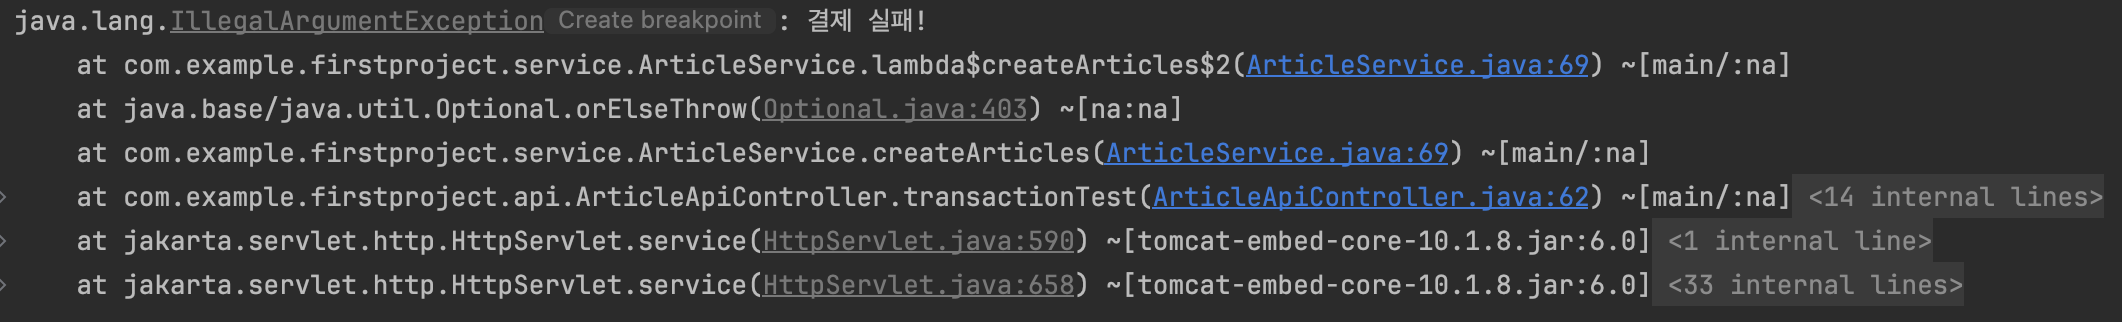 java.lang.IllegalArgumentException Create breakpoint : 결제 실패!
at com.example.firstproject.service.ArticleService.lambda$createArticles$2(ArticleService.java:69) ~[main/:na]
at java.base/java.util.Optional.orElseThrow(Optional.java:403) ~[na:na]
at com.example.firstproject.service.ArticleService.createArticles(ArticleService.java:69) ~[main/:na]
at com.example.firstproject.api.ArticleApiController.transactionTest(ArticleApiController.java:62) ~[main/:na] <14 internal lines>
at jakarta.servlet.http.HttpServlet.service(HttpServlet.java:590) ~[tomcat-embed-core-10.1.8.jar:6.0] <1 internal line>
at jakarta.servlet.http.HttpServlet.service(HttpServlet.java:658) ~[tomcat-embed-core-10.1.8.jar:6.0] <33 internal lines>